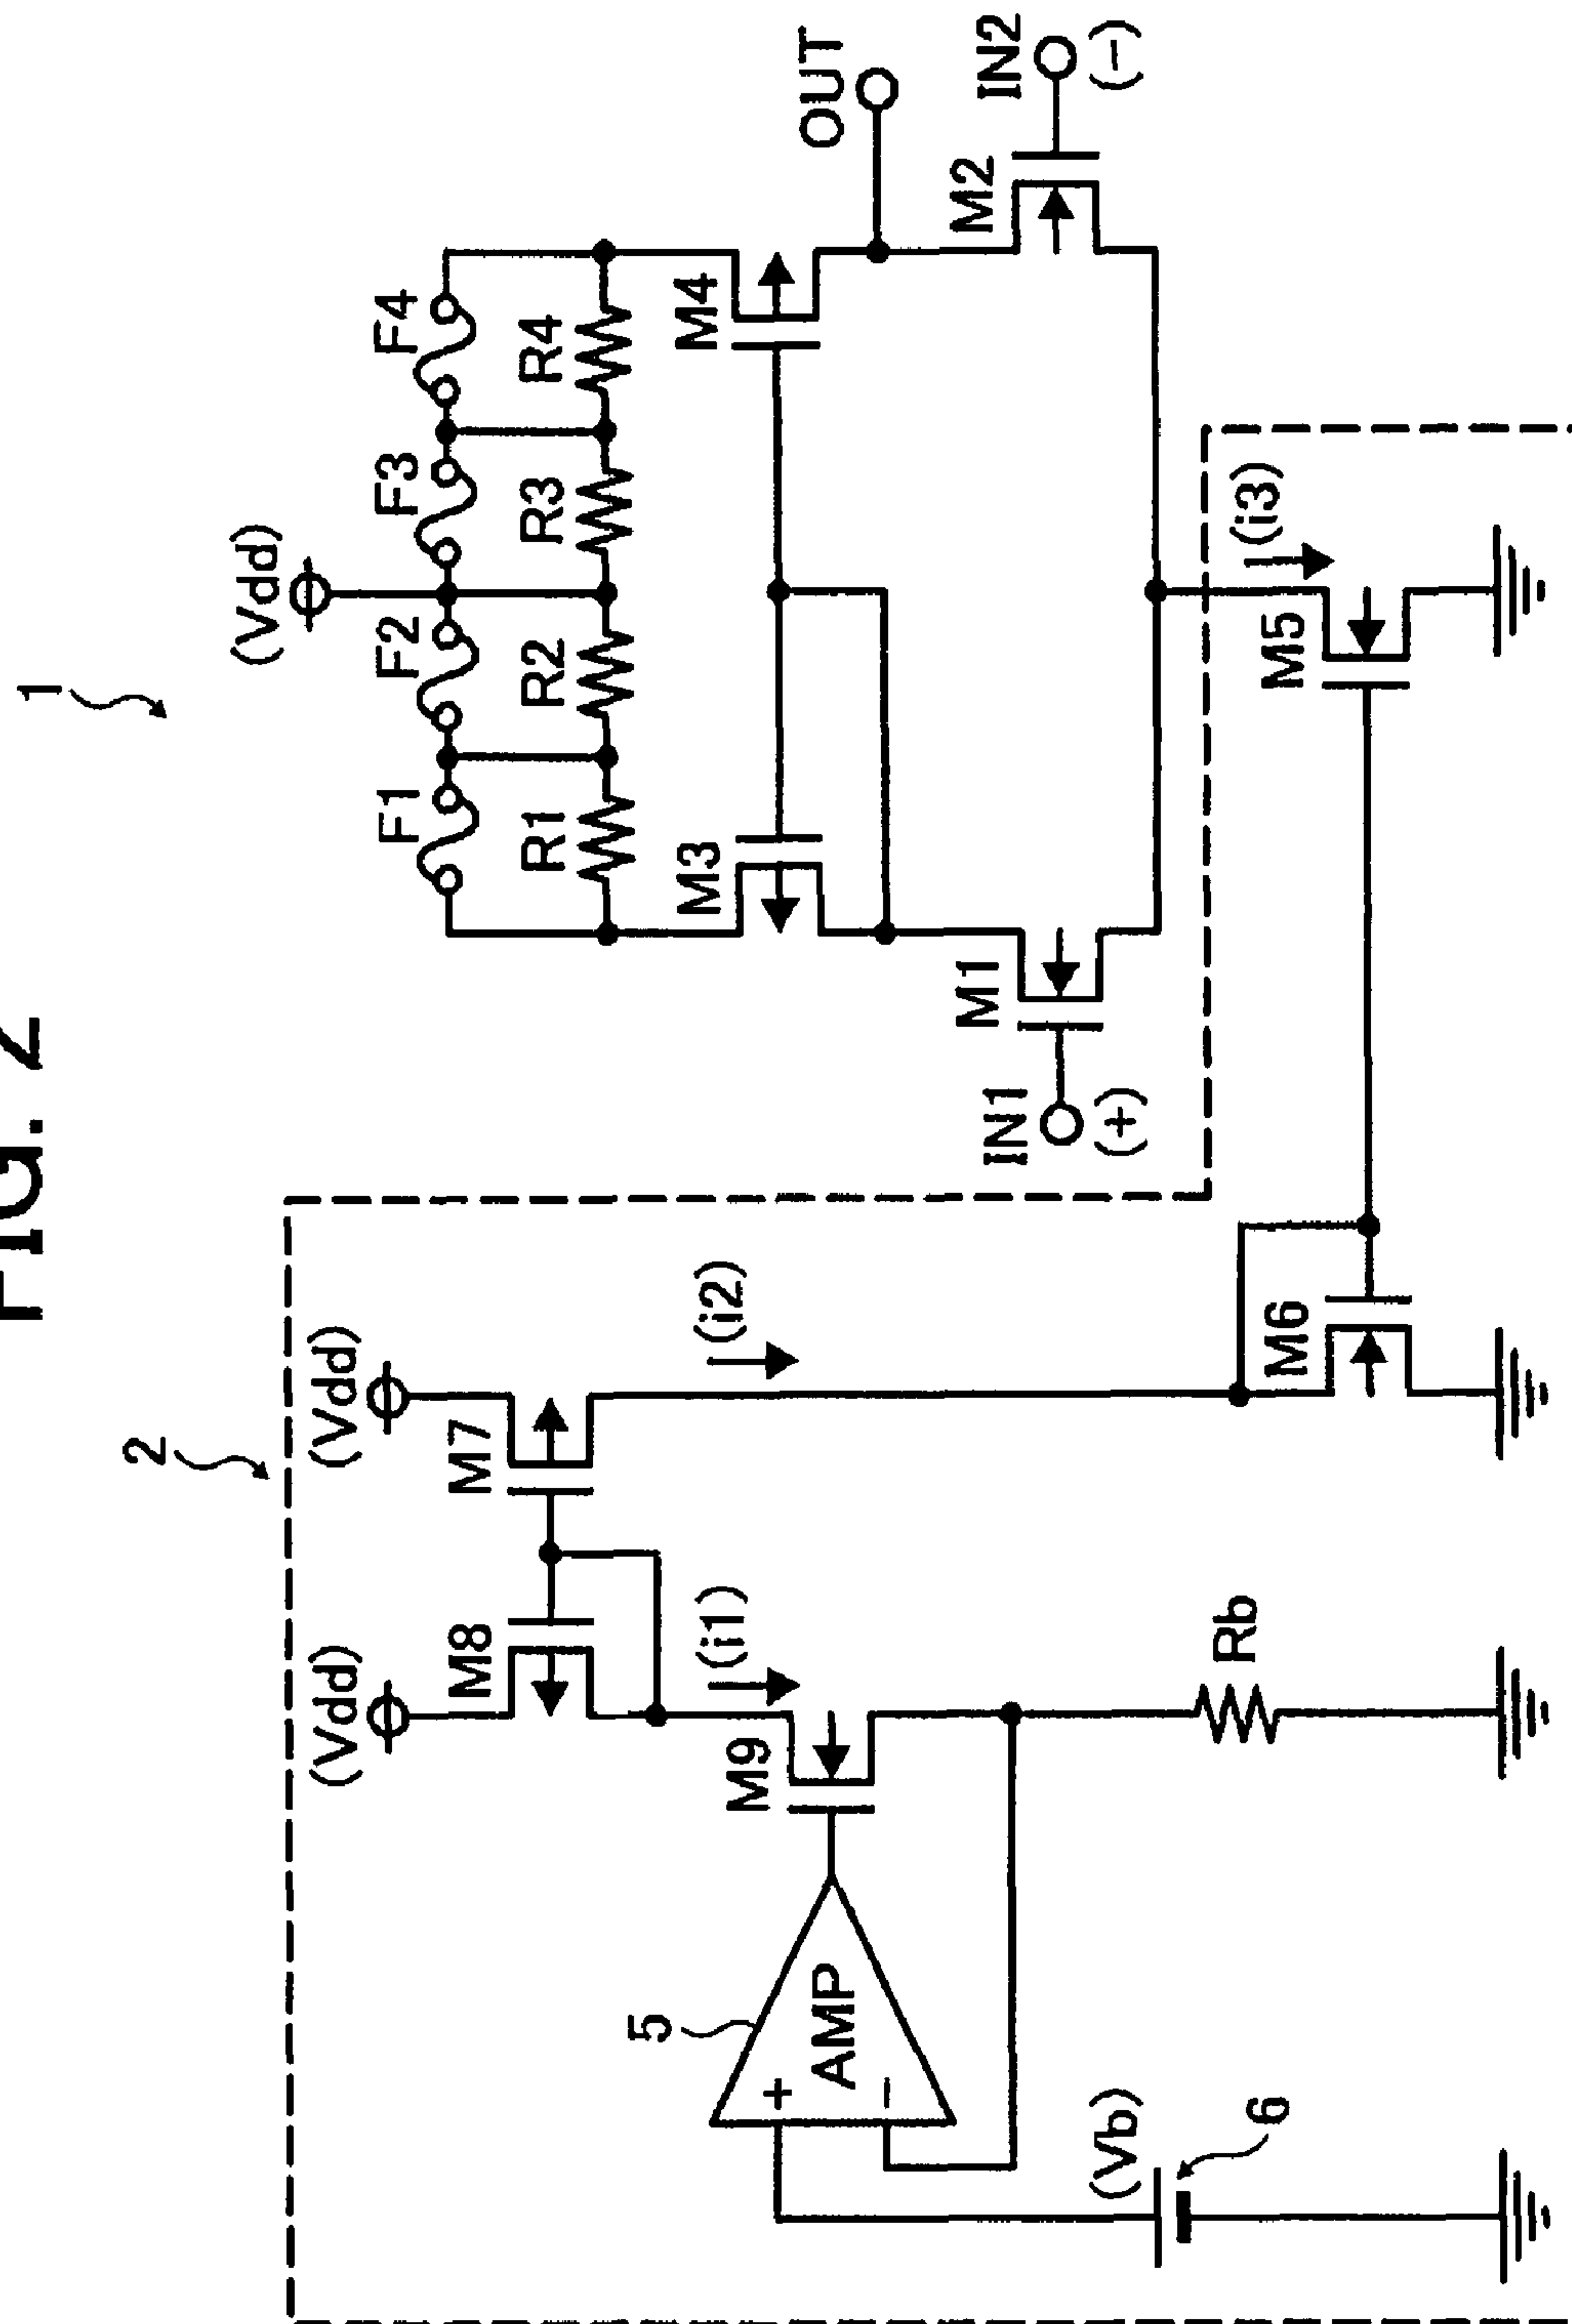 FIG. 2
1
2
(Vdd)
F1
F2
F3
F4
R1
R2
R3
R4
M3
M4
OUT
M1
M2
IN1
(+)
IN2
(-)
(i3)
M5
(Vdd)
(Vdd)
M8
M7
(i1)
(i2)
M9
M6
5
AMP
+
−
Rb
(Vb)
6